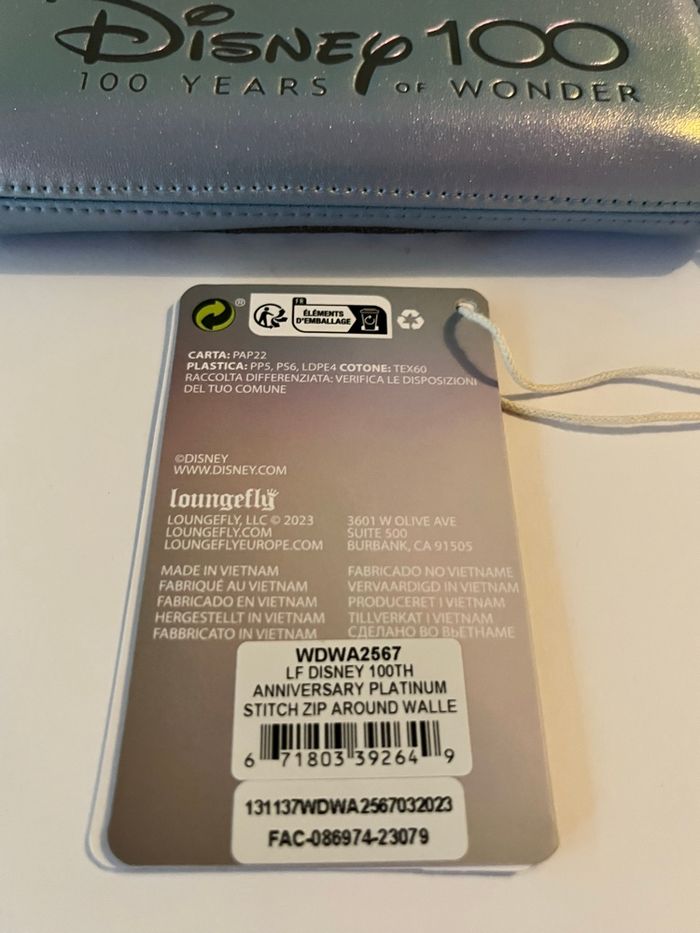 Disney 100
100 YEARS OF WONDER
FR
ÉLÉMENTS
D'EMBALLAGE
CARTA: PAP22
PLASTICA: PP5, PS6, LDPE4 COTONE: TEX60
RACCOLTA DIFFERENZIATA: VERIFICA LE DISPOSIZIONI
DEL TUO COMUNE
©DISNEY
WWW.DISNEY.COM
loungefly
LOUNGEFLY, LLC © 2023
LOUNGEFLY.COM
LOUNGEFLYEUROPE.COM
3601 W OLIVE AVE
SUITE 500
BURBANK, CA 91505
MADE IN VIETNAM
FABRIQUÉ AU VIETNAM
FABRICADO EN VIETNAM
HERGESTELLT IN VIETNAM
FABBRICATO IN VIETNAM
FABRICADO NO VIETNAME
VERVAARDIGD IN VIETNAM
PRODUCERET I VIETNAM
TILLVERKAT I VIETNAM
СДЕЛАНО ВО ВЬЕТНАМЕ
WDWA2567
LF DISNEY 100TH
ANNIVERSARY PLATINUM
STITCH ZIP AROUND WALLE
6 71803 39264 9
131137WDWA2567032023
FAC-086974-23079